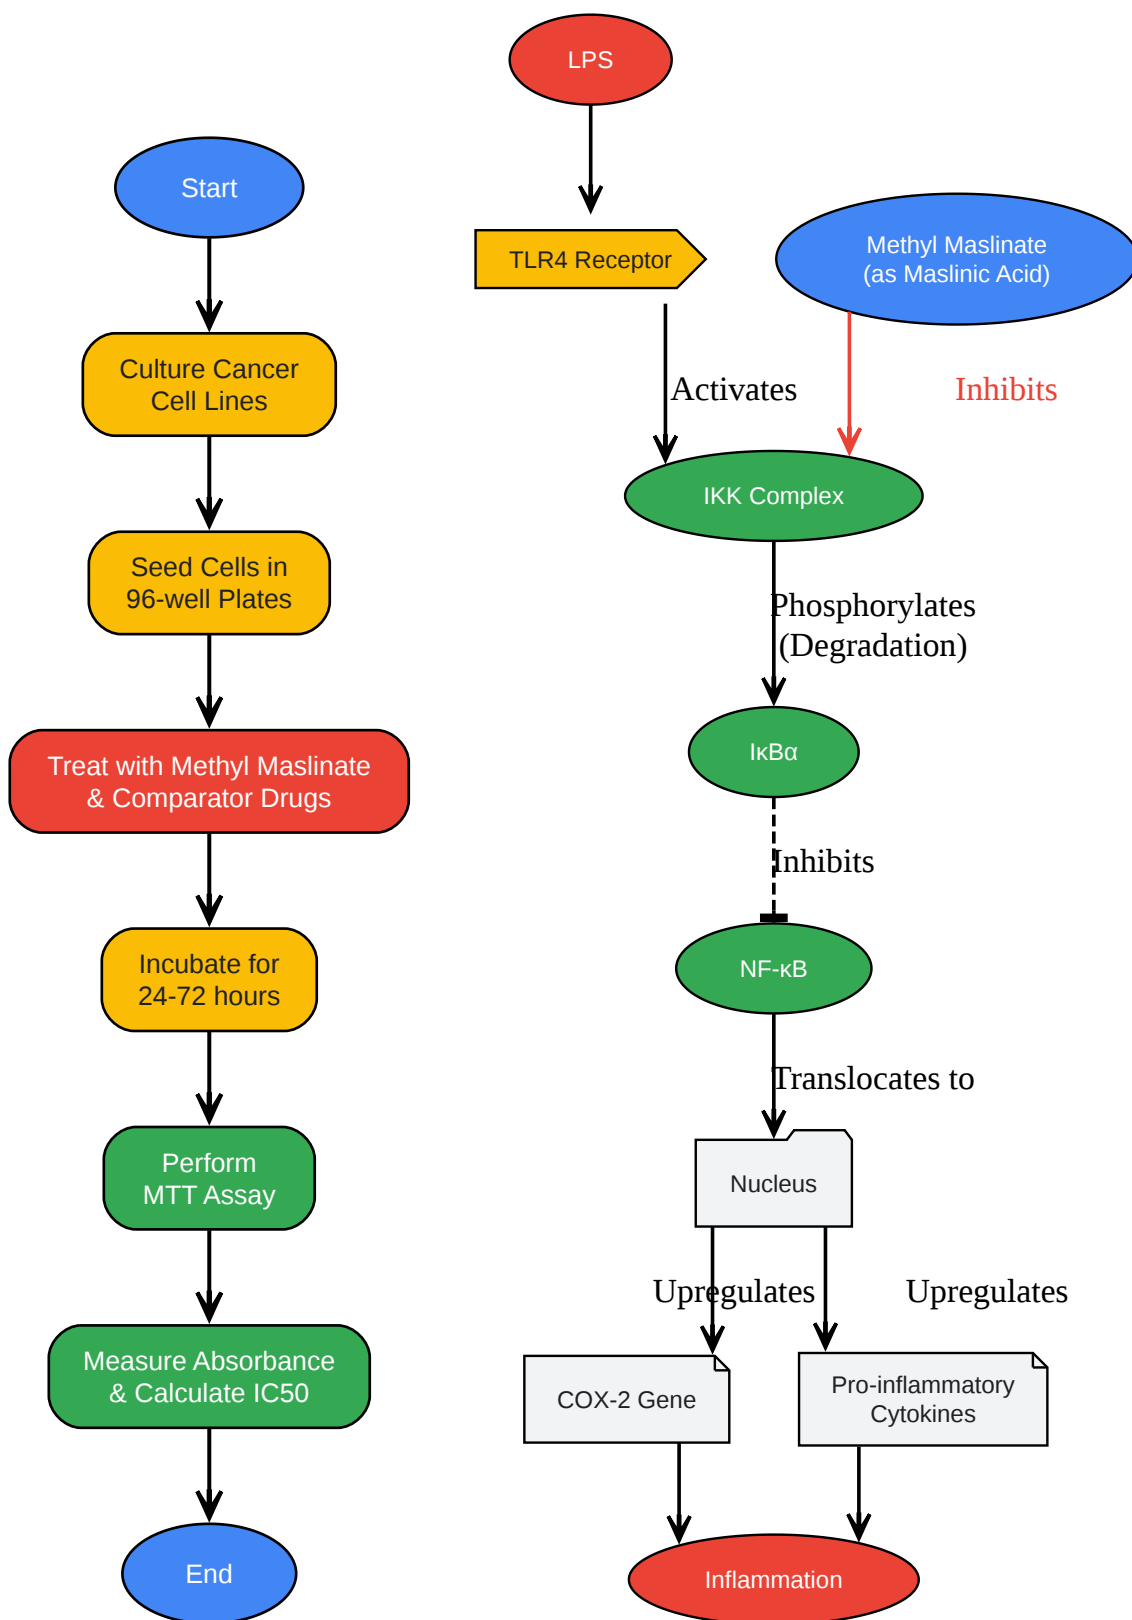 Start
Culture Cancer
Cell Lines
Seed Cells in
96-well Plates
Treat with Methyl Maslinate
& Comparator Drugs
Incubate for
24-72 hours
Perform
MTT Assay
Measure Absorbance
& Calculate IC50
End
LPS
TLR4 Receptor
Methyl Maslinate
(as Maslinic Acid)
Activates
Inhibits
IKK Complex
Phosphorylates
(Degradation)
IκBα
Inhibits
NF-κB
Translocates to
Nucleus
Upregulates
Upregulates
COX-2 Gene
Pro-inflammatory
Cytokines
Inflammation